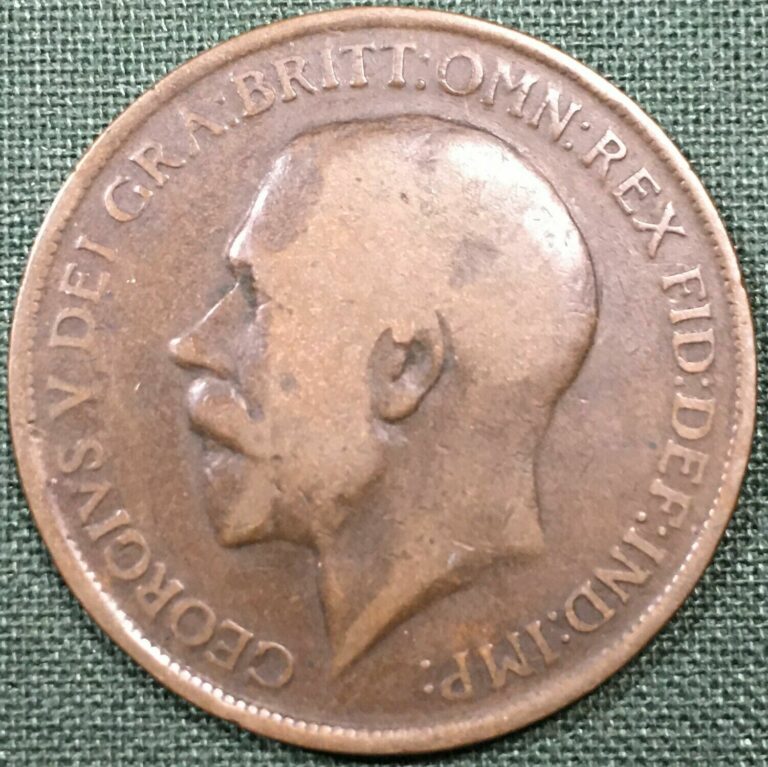 GEORGIVS V DEI GRA: BRITT: OMN: REX FID: DEF: IND: IMP: